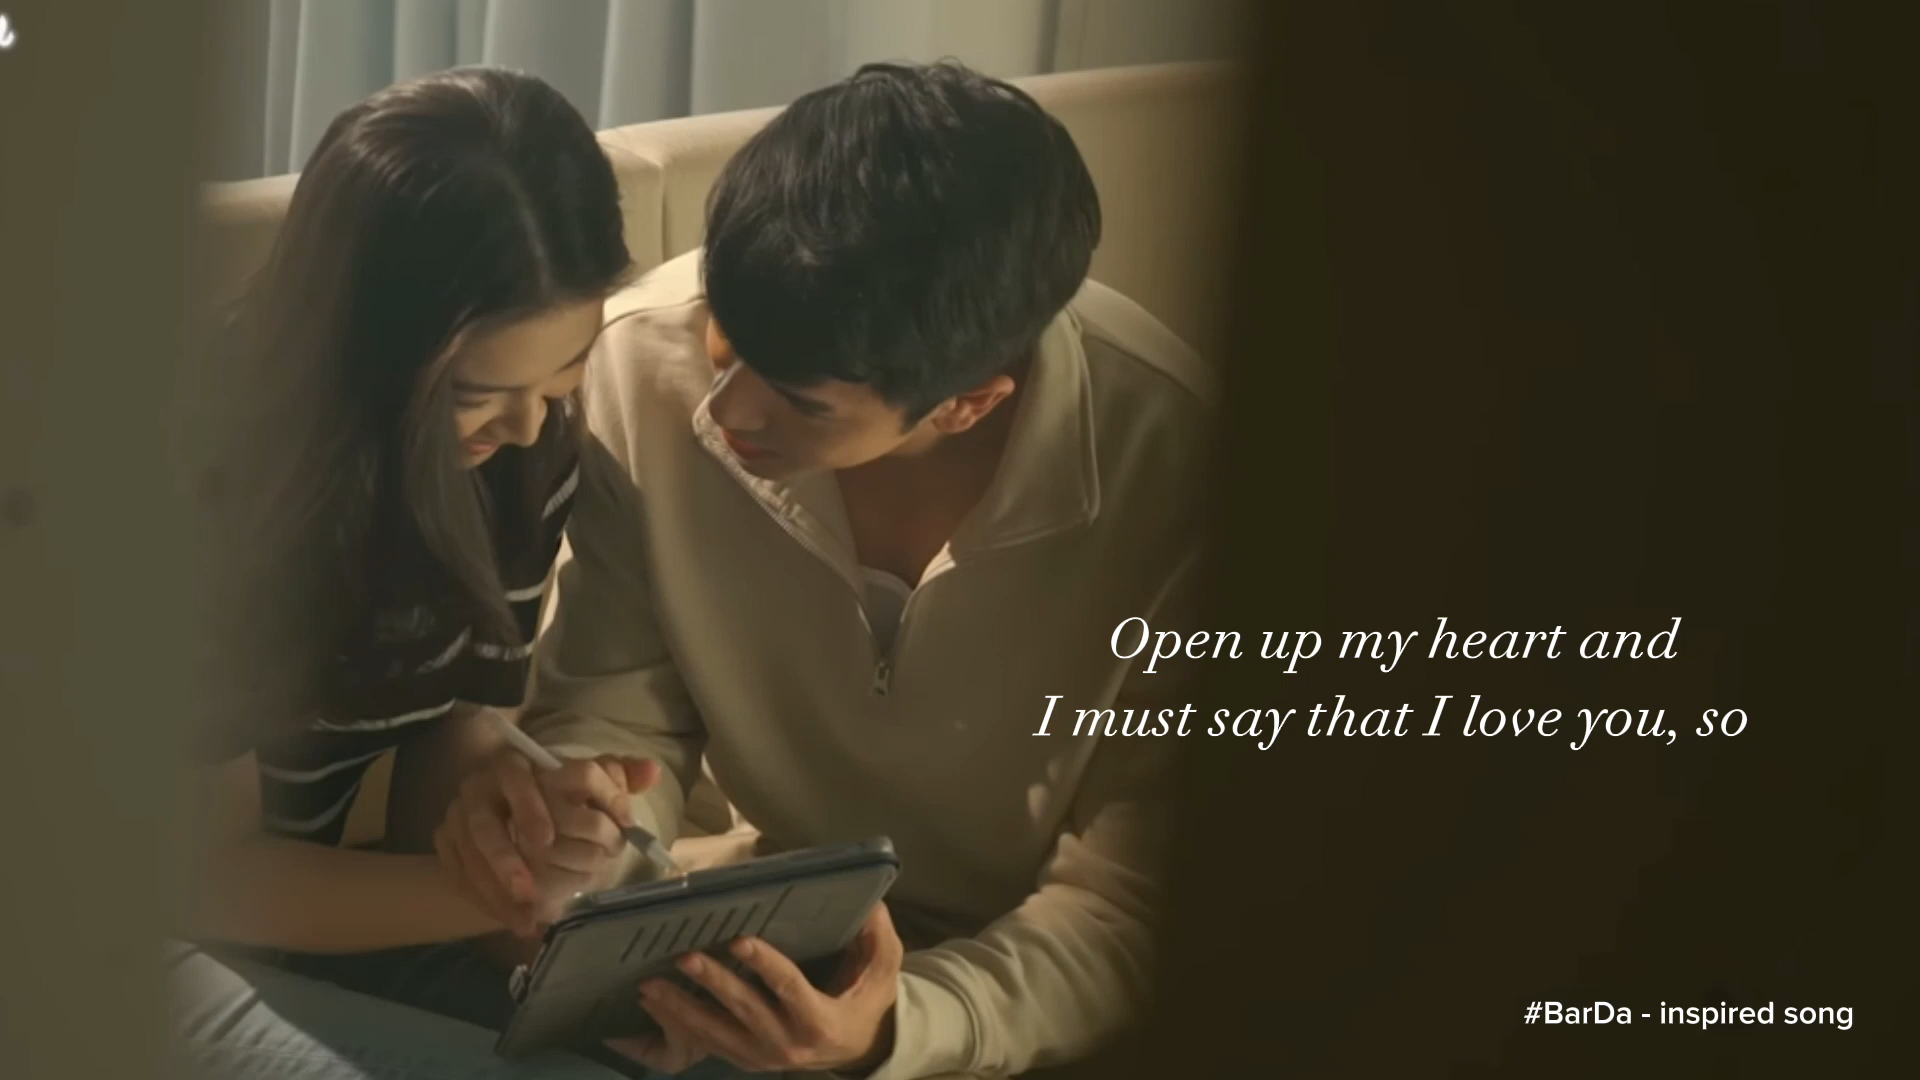 Open up my heart and
I must say that I love you, so
#BarDa - inspired song